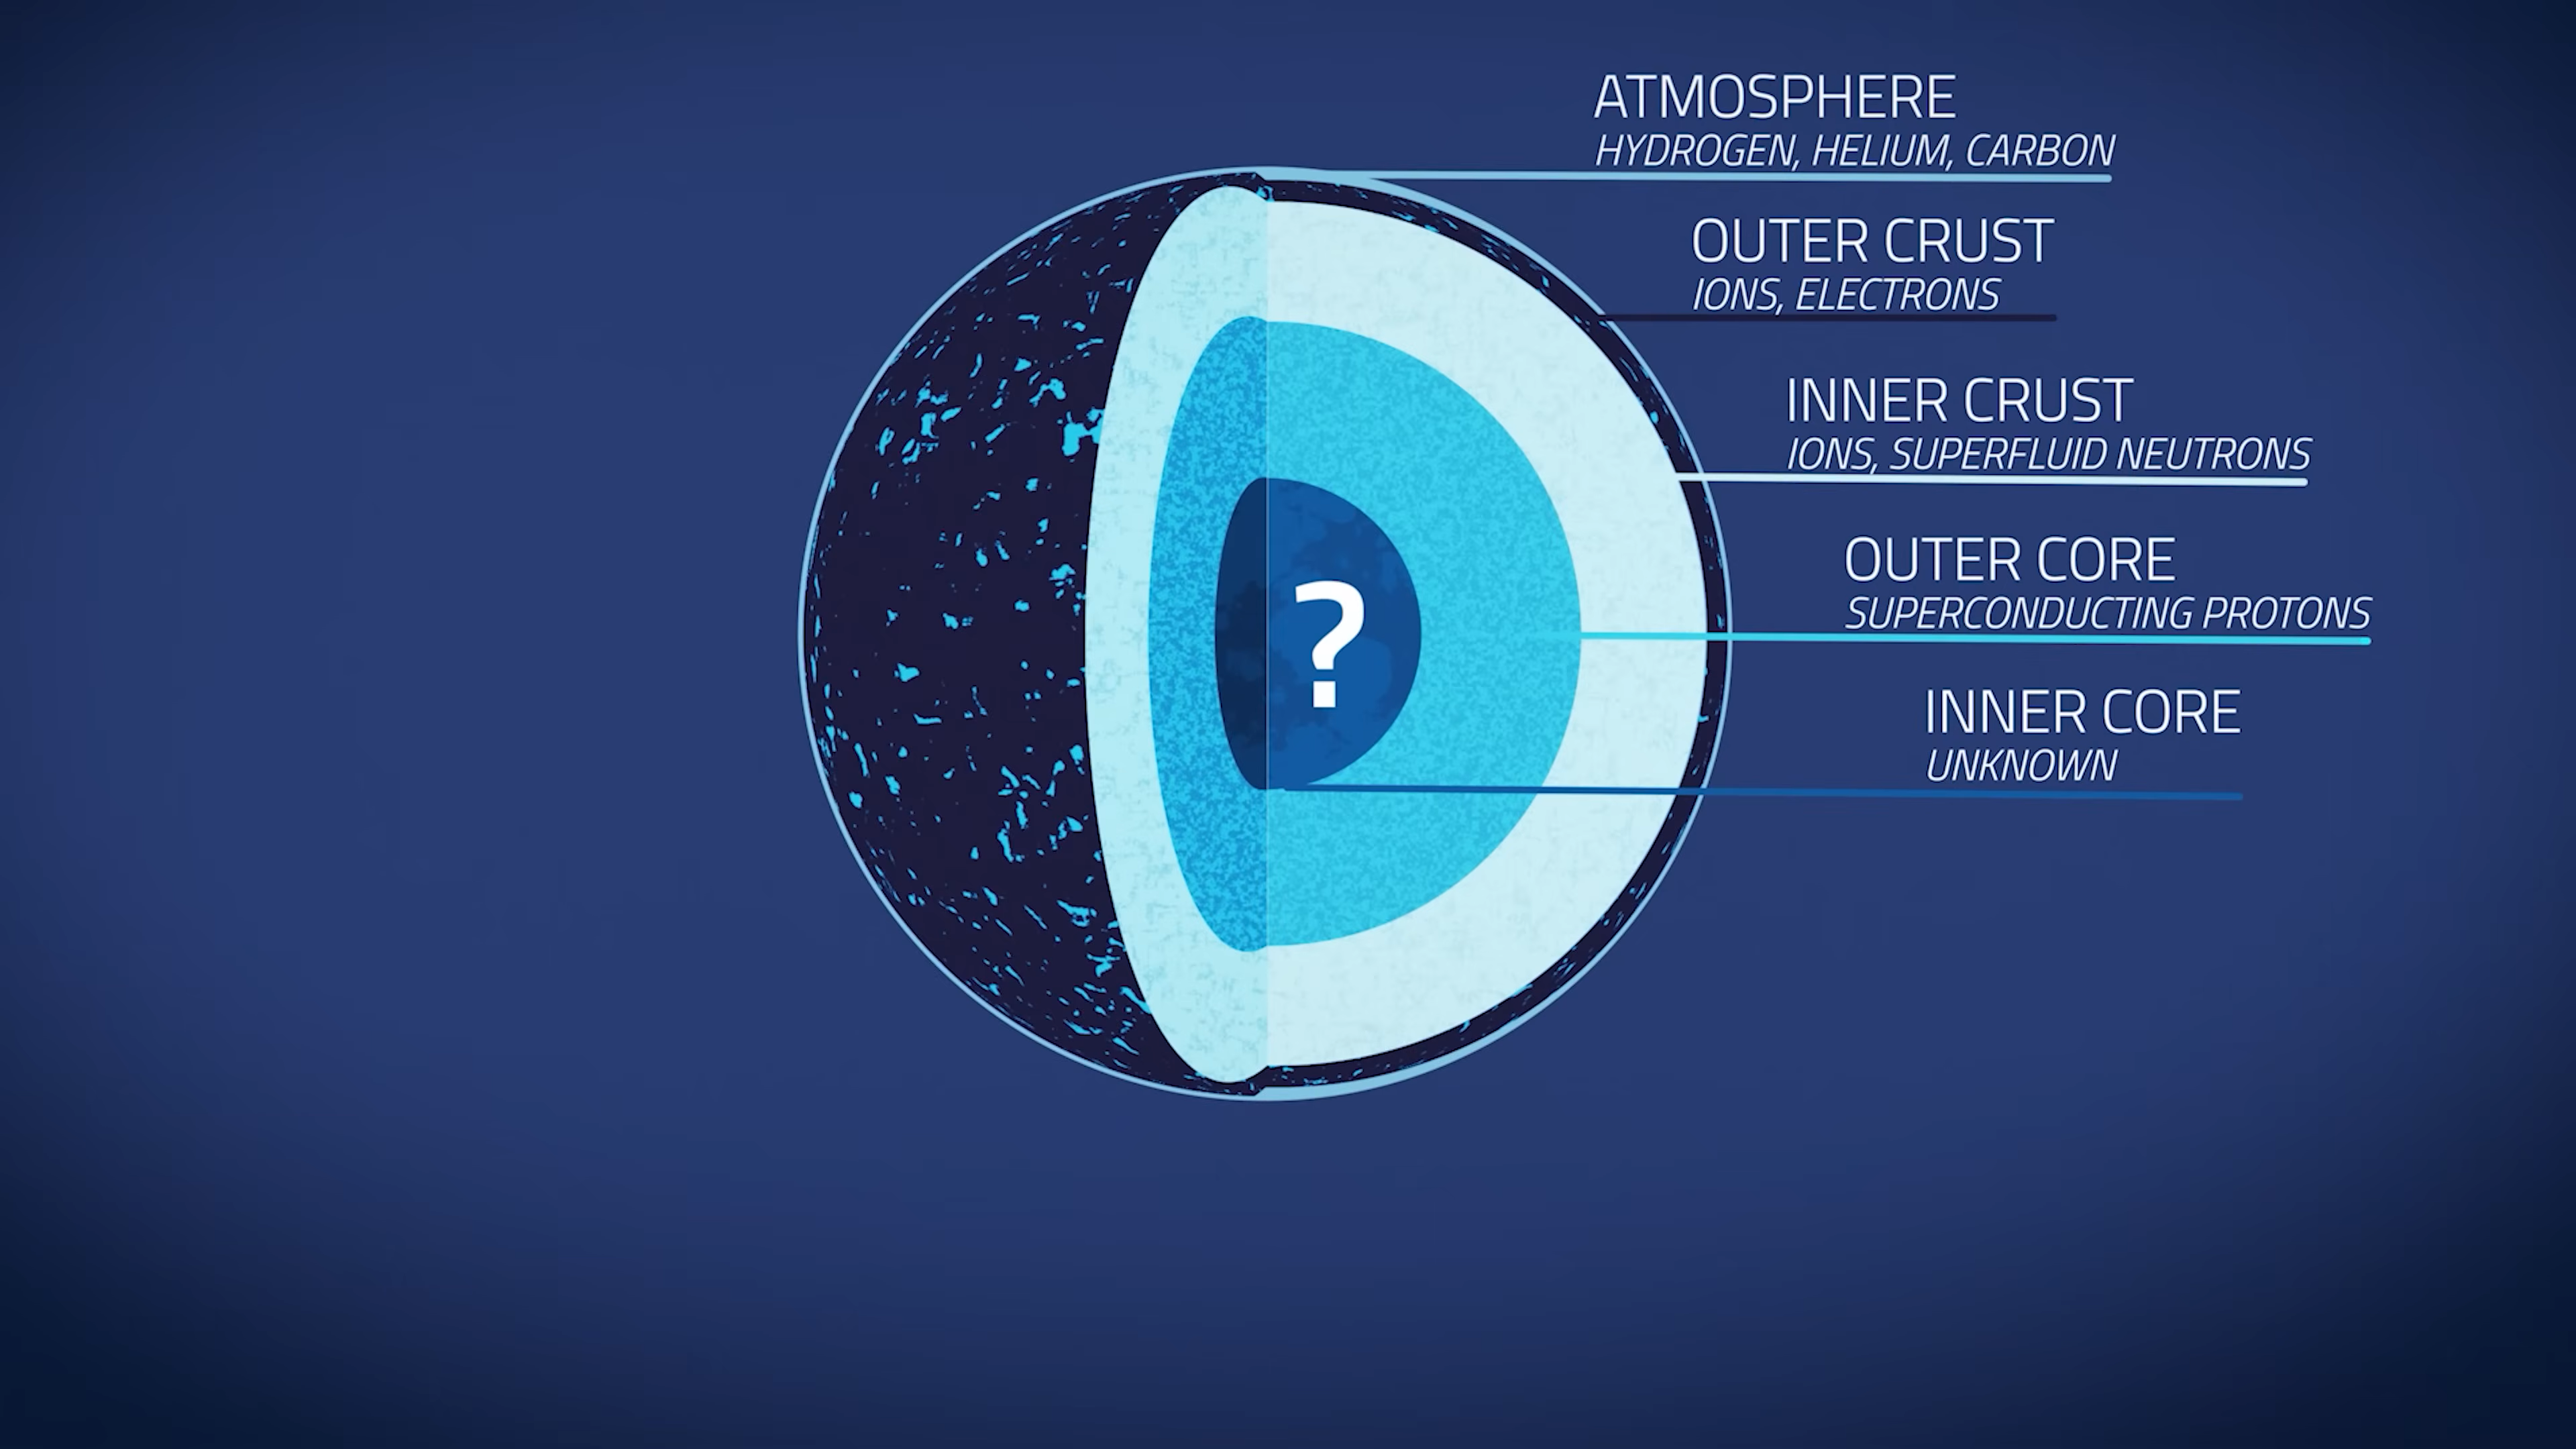 ATMOSPHERE
HYDROGEN, HELIUM, CARBON
OUTER CRUST
IONS, ELECTRONS
INNER CRUST
IONS, SUPERFLUID NEUTRONS
OUTER CORE
SUPERCONDUCTING PROTONS
?
INNER CORE
UNKNOWN